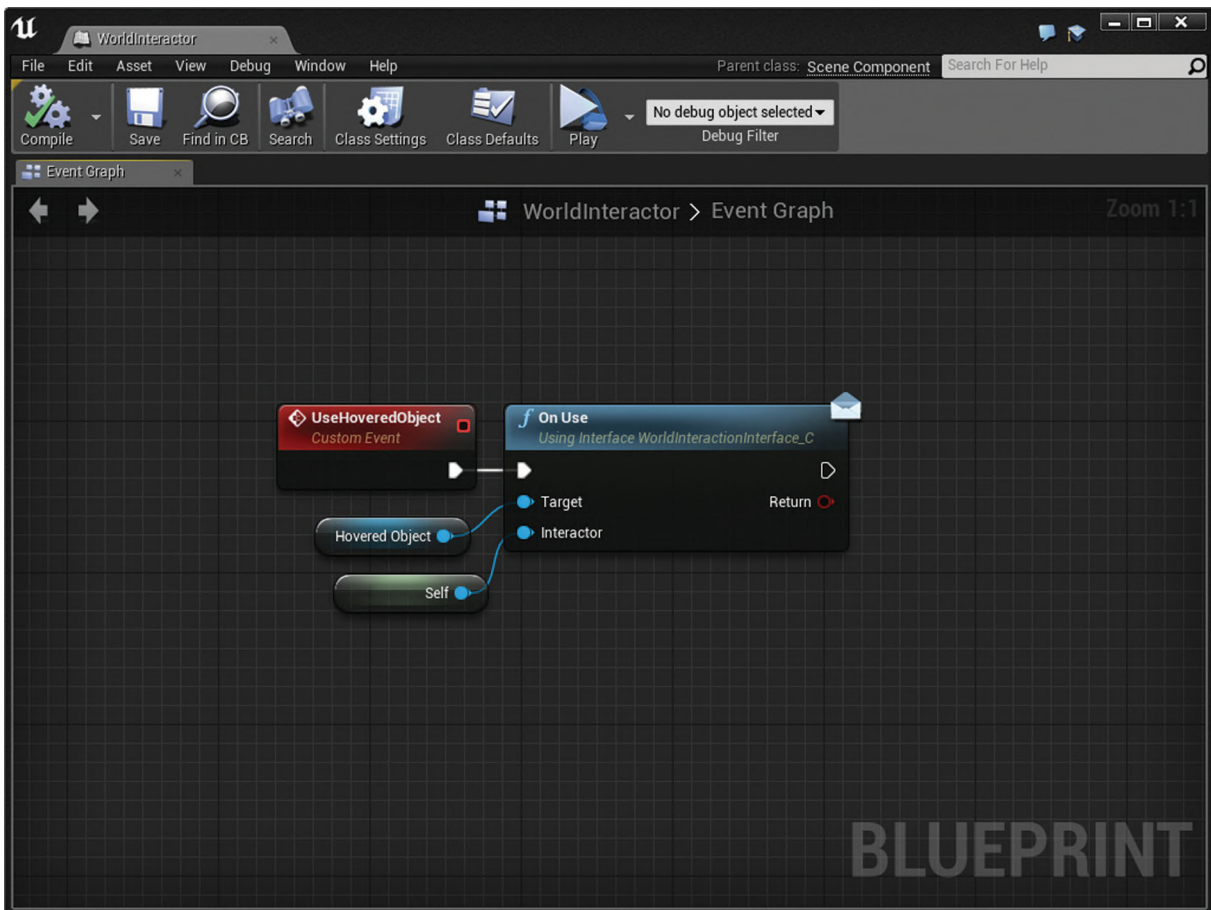 WorldInteractor
File Edit Asset View Debug Window Help
Parent class: Scene Component
Search For Help
Compile
Save
Find in CB
Search
Class Settings
Class Defaults
Play
No debug object selected
Debug Filter
Event Graph
WorldInteractor > Event Graph
Zoom 1:1
UseHoveredObject
Custom Event
On Use
Using Interface WorldInteractionInterface_C
Target
Return
Interactor
Hovered Object
Self
BLUEPRINT